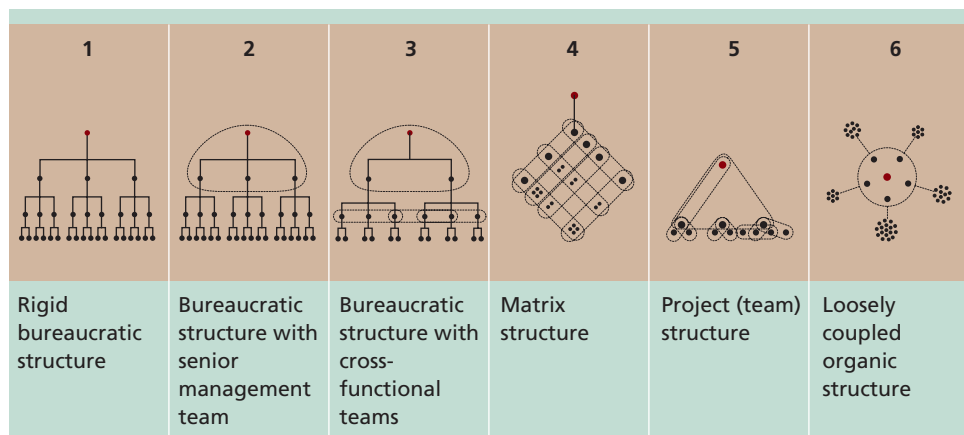 1
2
3
4
5
6
Rigid
bureaucratic
structure
Bureaucratic
structure with
senior
management
team
Bureaucratic
structure with
cross-
functional
teams
Matrix
structure
Project (team)
structure
Loosely
coupled
organic
structure